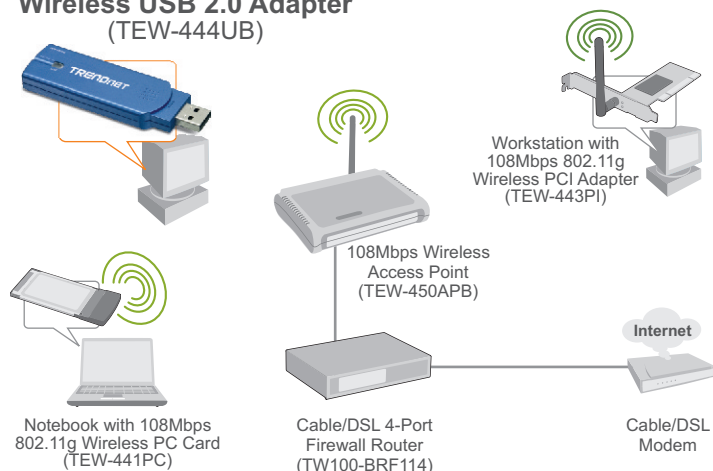 Wireless USB 2.0 Adapter
(TEW-444UB)
TRENDNET
Workstation with
108Mbps 802.11g
Wireless PCI Adapter
(TEW-443PI)
108Mbps Wireless
Access Point
(TEW-450APB)
Internet
Notebook with 108Mbps
802.11g Wireless PC Card
(TEW-441PC)
Cable/DSL 4-Port
Firewall Router
(TW100-BRF114)
Cable/DSL
Modem